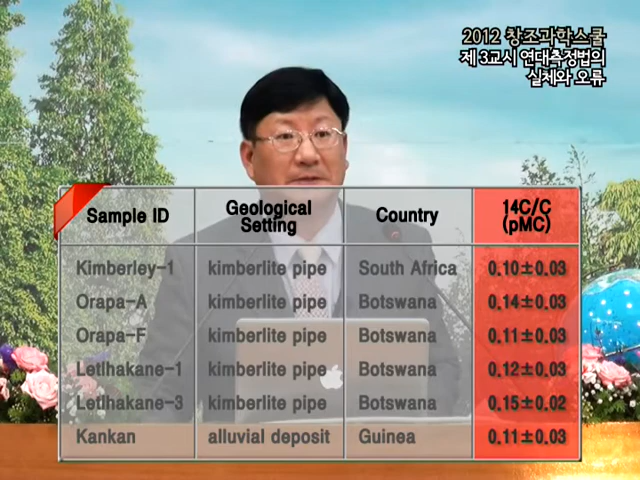 2012 창조과학스쿨
제 3교시 연대측정법의
실제와 오류
Sample ID Geological Setting Country 14C/C (pMC)
Kimberley-1 kimberlite pipe South Africa 0.10±0.03
Orapa-A kimberlite pipe Botswana 0.14±0.03
Orapa-F kimberlite pipe Botswana 0.11±0.03
Letlhakane-1 kimberlite pipe Botswana 0.12±0.03
Letlhakane-3 kimberlite pipe Botswana 0.15±0.02
Kankan alluvial deposit Guinea 0.11±0.03